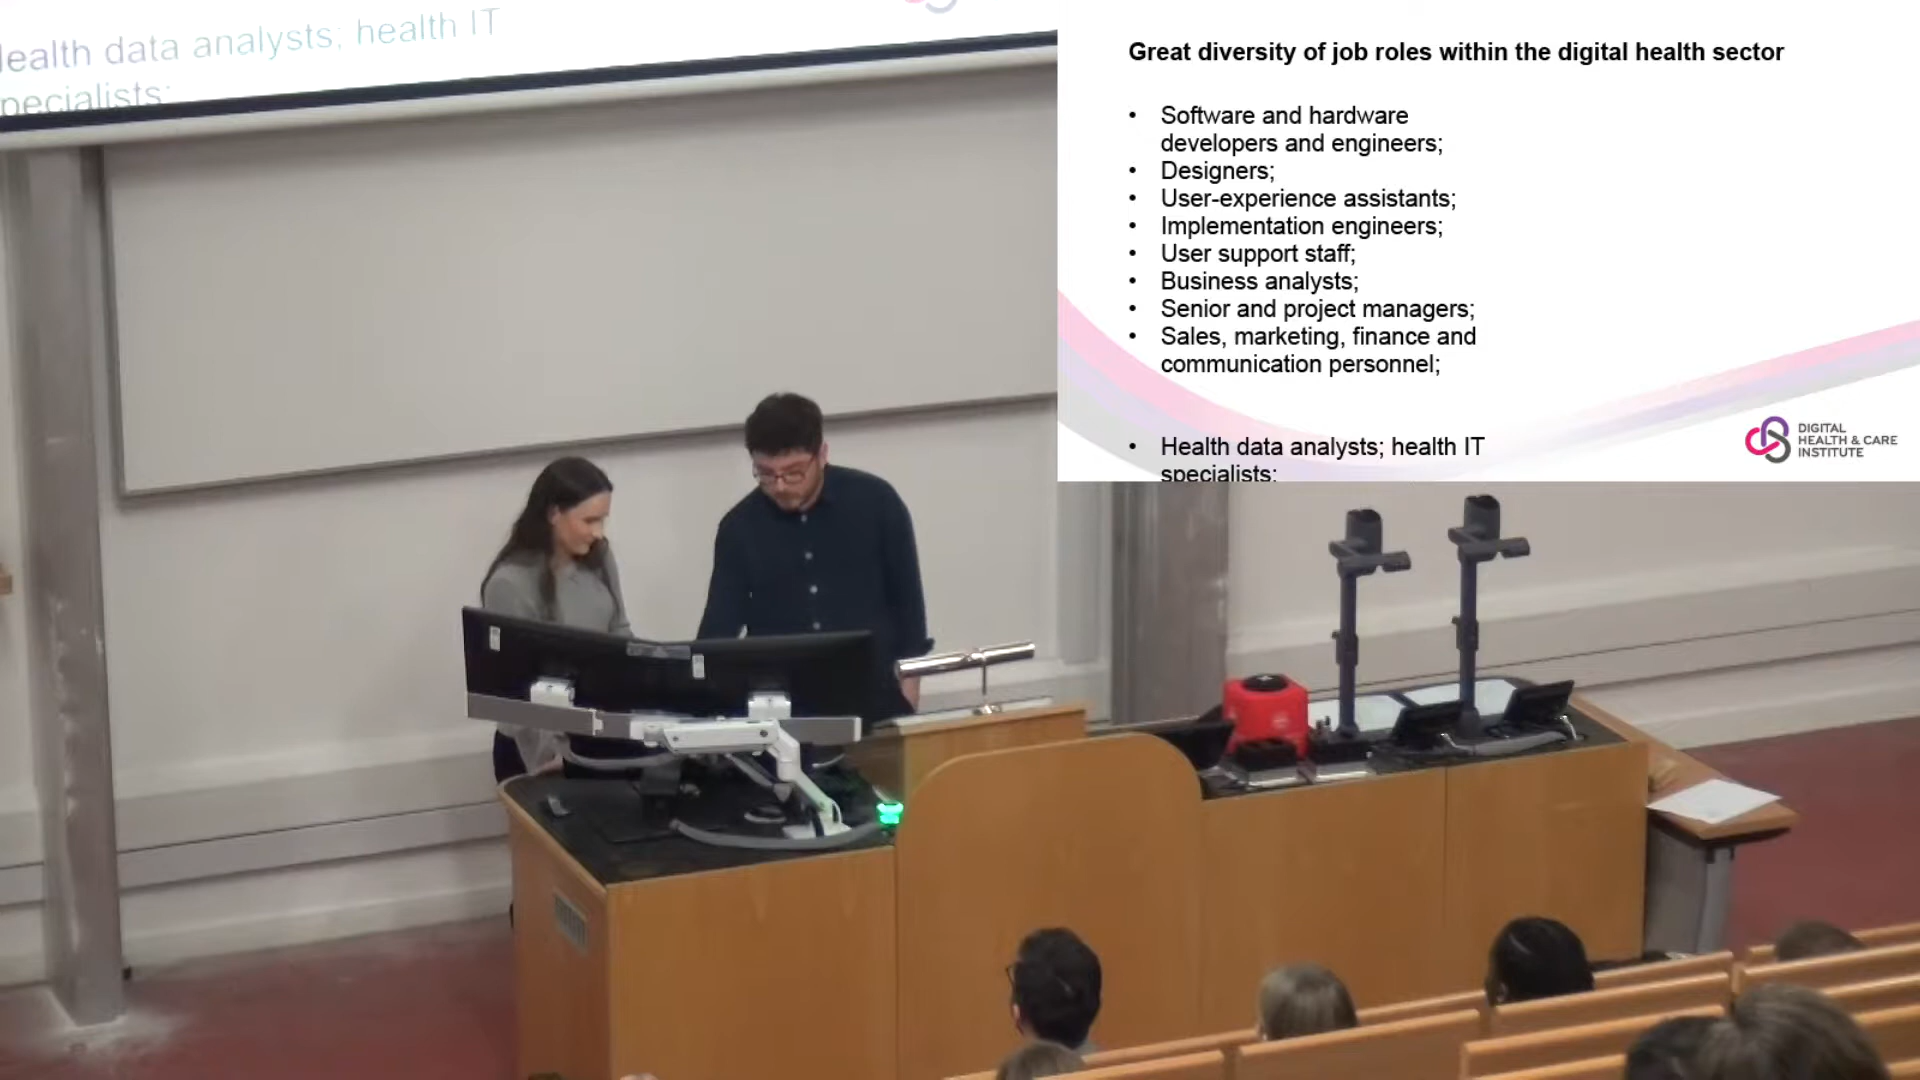 ealth data analysts; health IT
pecialists;
Great diversity of job roles within the digital health sector
• Software and hardware
developers and engineers;
• Designers;
• User-experience assistants;
• Implementation engineers;
• User support staff;
• Business analysts;
• Senior and project managers;
• Sales, marketing, finance and
communication personnel;
• Health data analysts; health IT
specialists;
DIGITAL
HEALTH & CARE
INSTITUTE